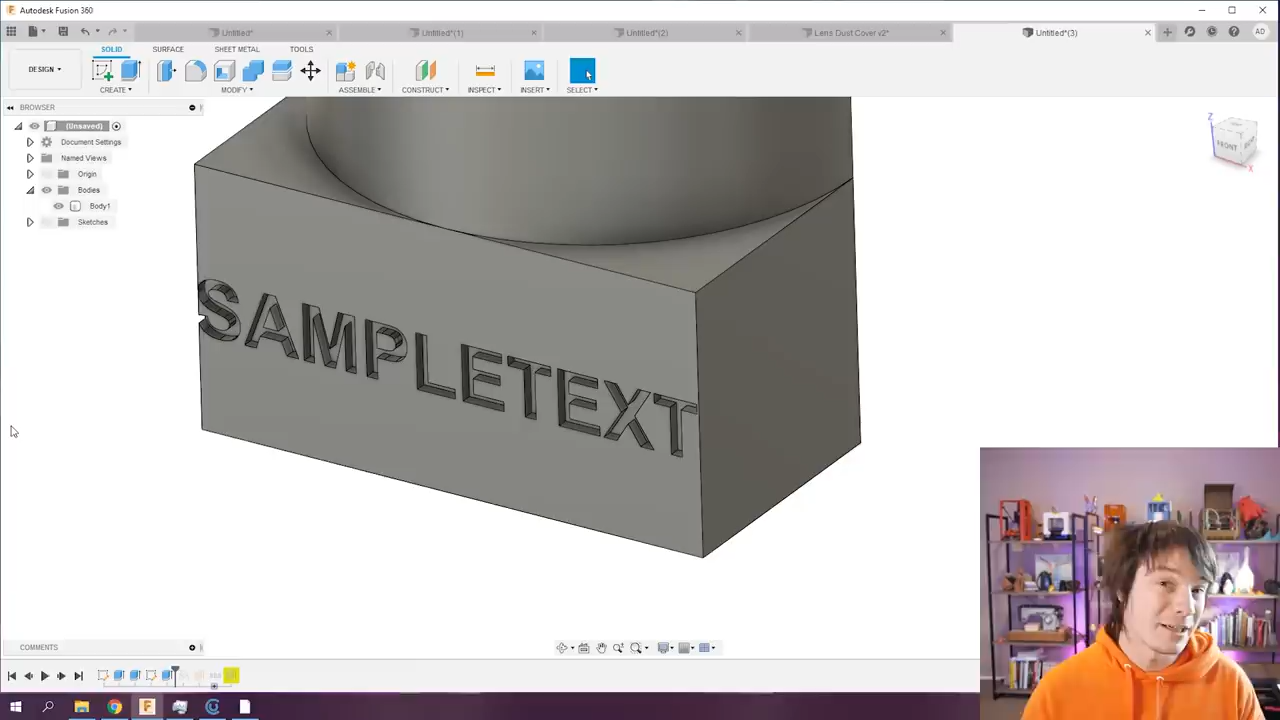 Autodesk Fusion 360
Untitled*
Untitled*(1)
Untitled*(2)
Lens Dust Cover v2*
Untitled*(3)
AD
SOLID
SURFACE
SHEET METAL
TOOLS
DESIGN
CREATE
MODIFY
ASSEMBLE
CONSTRUCT
INSPECT
INSERT
SELECT
BROWSER
(Unsaved)
Document Settings
Named Views
Origin
Bodies
Body1
Sketches
Z
FRONT
X
SAMPLETEXT
COMMENTS